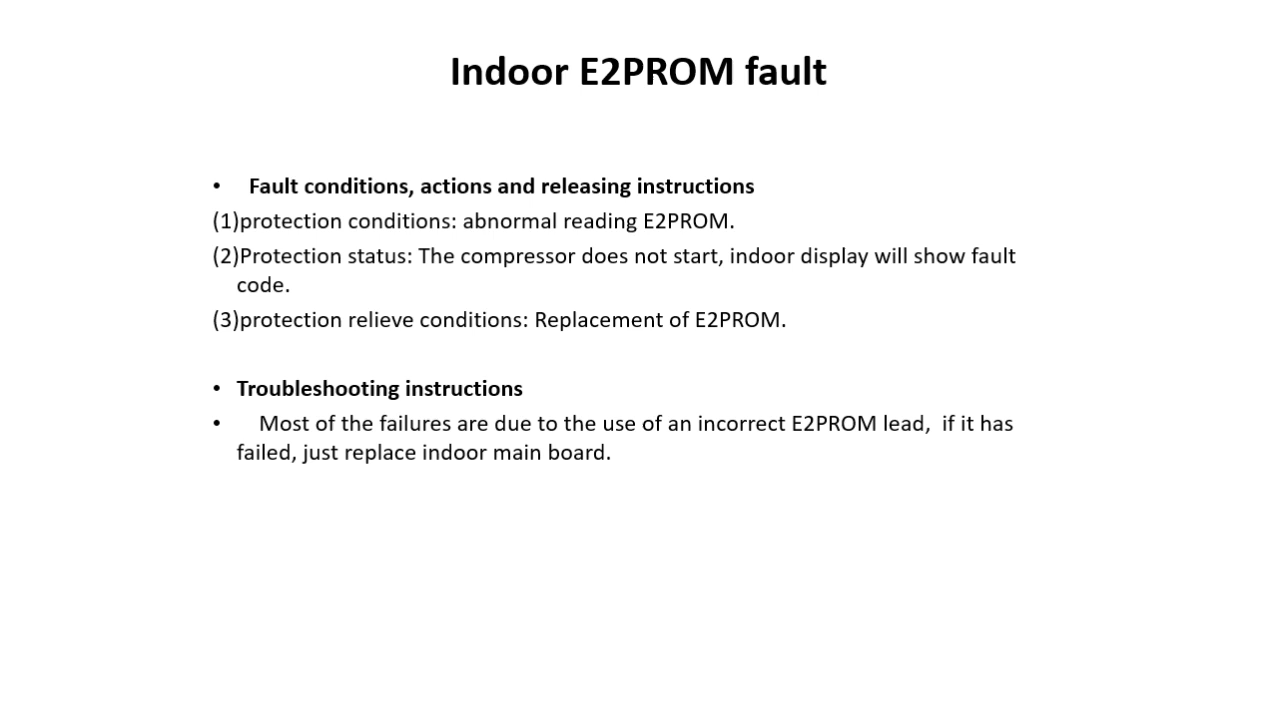 Indoor E2PROM fault
• Fault conditions, actions and releasing instructions
(1)protection conditions: abnormal reading E2PROM.
(2)Protection status: The compressor does not start, indoor display will show fault
code.
(3)protection relieve conditions: Replacement of E2PROM.
• Troubleshooting instructions
• Most of the failures are due to the use of an incorrect E2PROM lead, if it has
failed, just replace indoor main board.